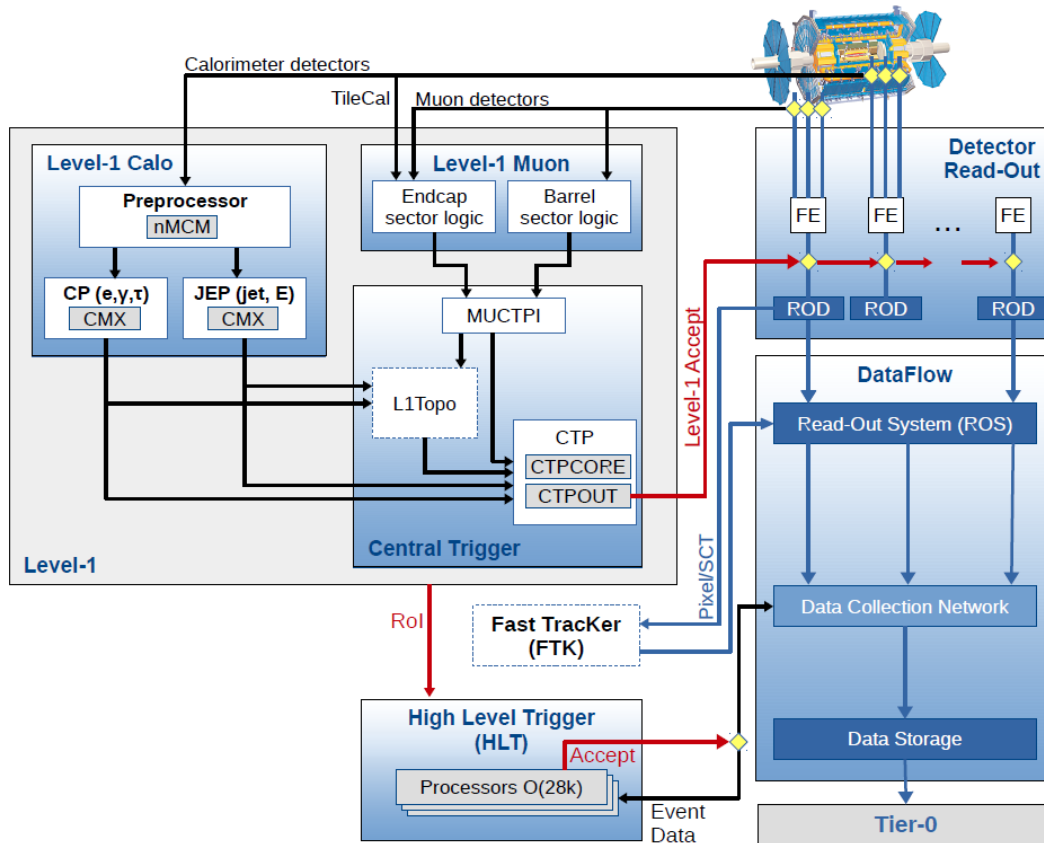 Calorimeter detectors
TileCal
Muon detectors
Level-1 Calo
Preprocessor
nMCM
CP (e,γ,τ)
CMX
JEP (jet, E)
CMX
Level-1 Muon
Endcap
sector logic
Barrel
sector logic
MUCTPI
L1Topo
CTP
CTPCORE
CTPOUT
Central Trigger
Level-1
Level-1 Accept
Detector
Read-Out
FE
FE
...
FE
ROD
ROD
ROD
DataFlow
Read-Out System (ROS)
Data Collection Network
Data Storage
Tier-0
Pixel/SCT
Fast TracKer
(FTK)
RoI
High Level Trigger
(HLT)
Accept
Processors O(28k)
Event
Data